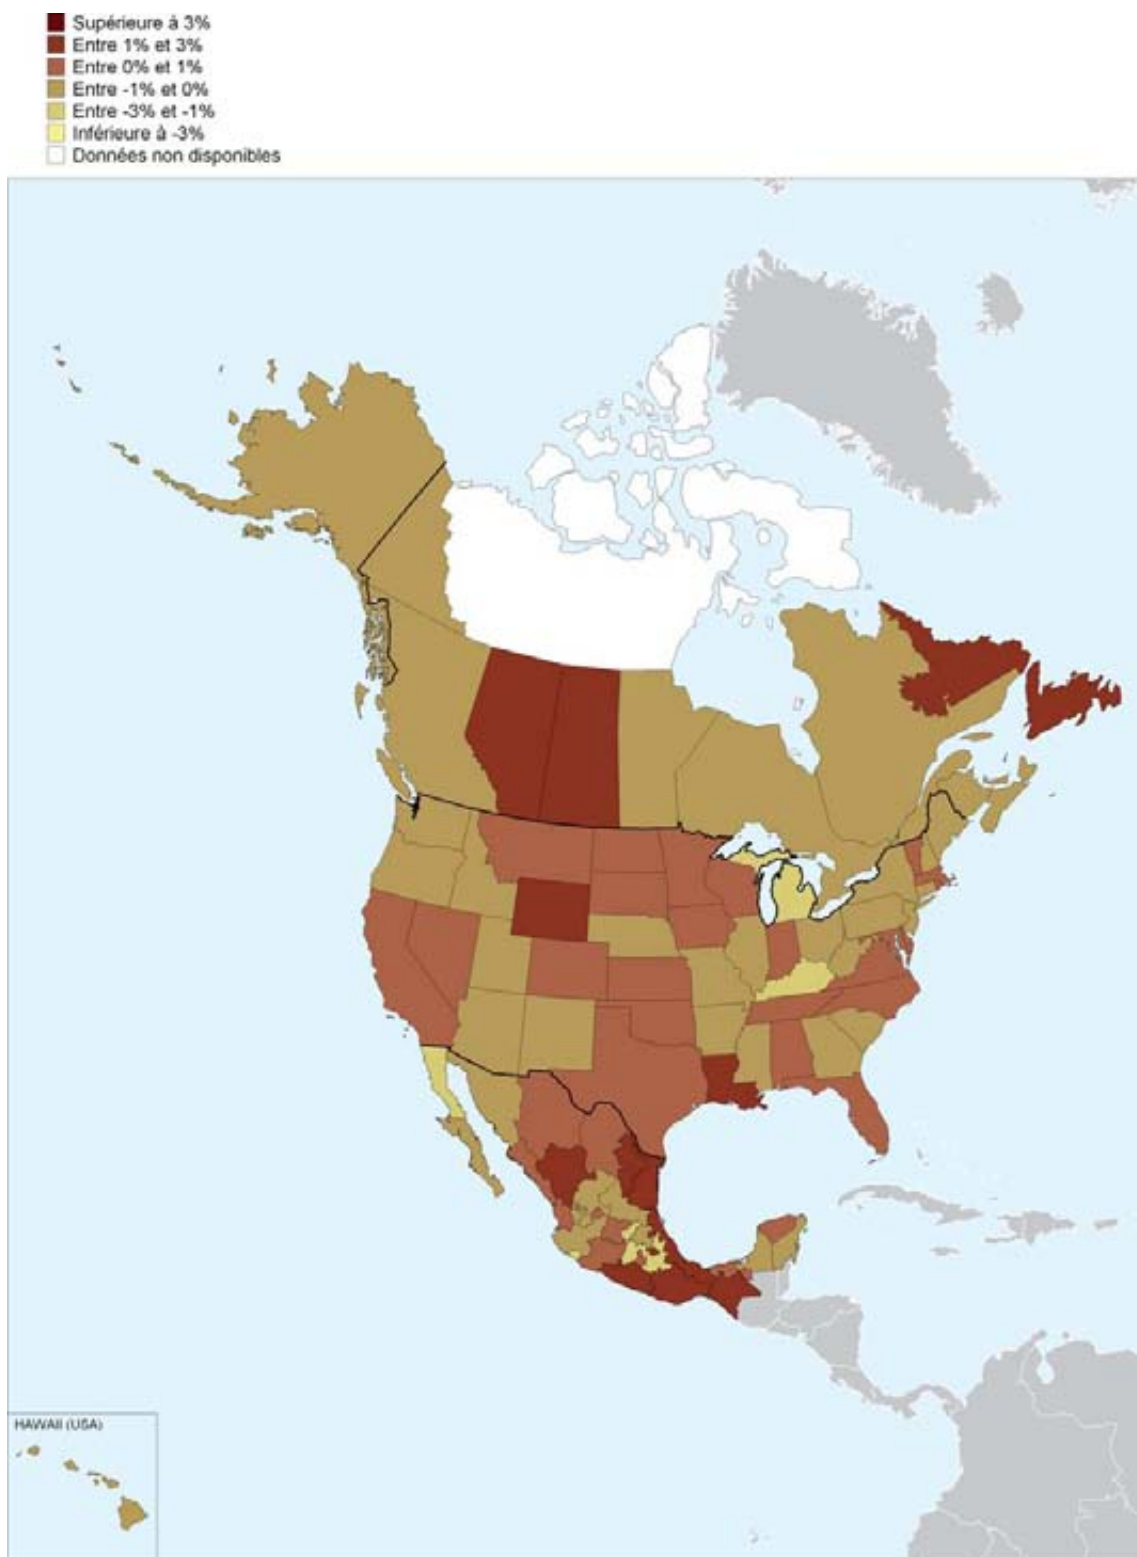 Supérieure à 3%
Entre 1% et 3%
Entre 0% et 1%
Entre -1% et 0%
Entre -3% et -1%
Inférieure à -3%
Données non disponibles
HAWAII (USA)